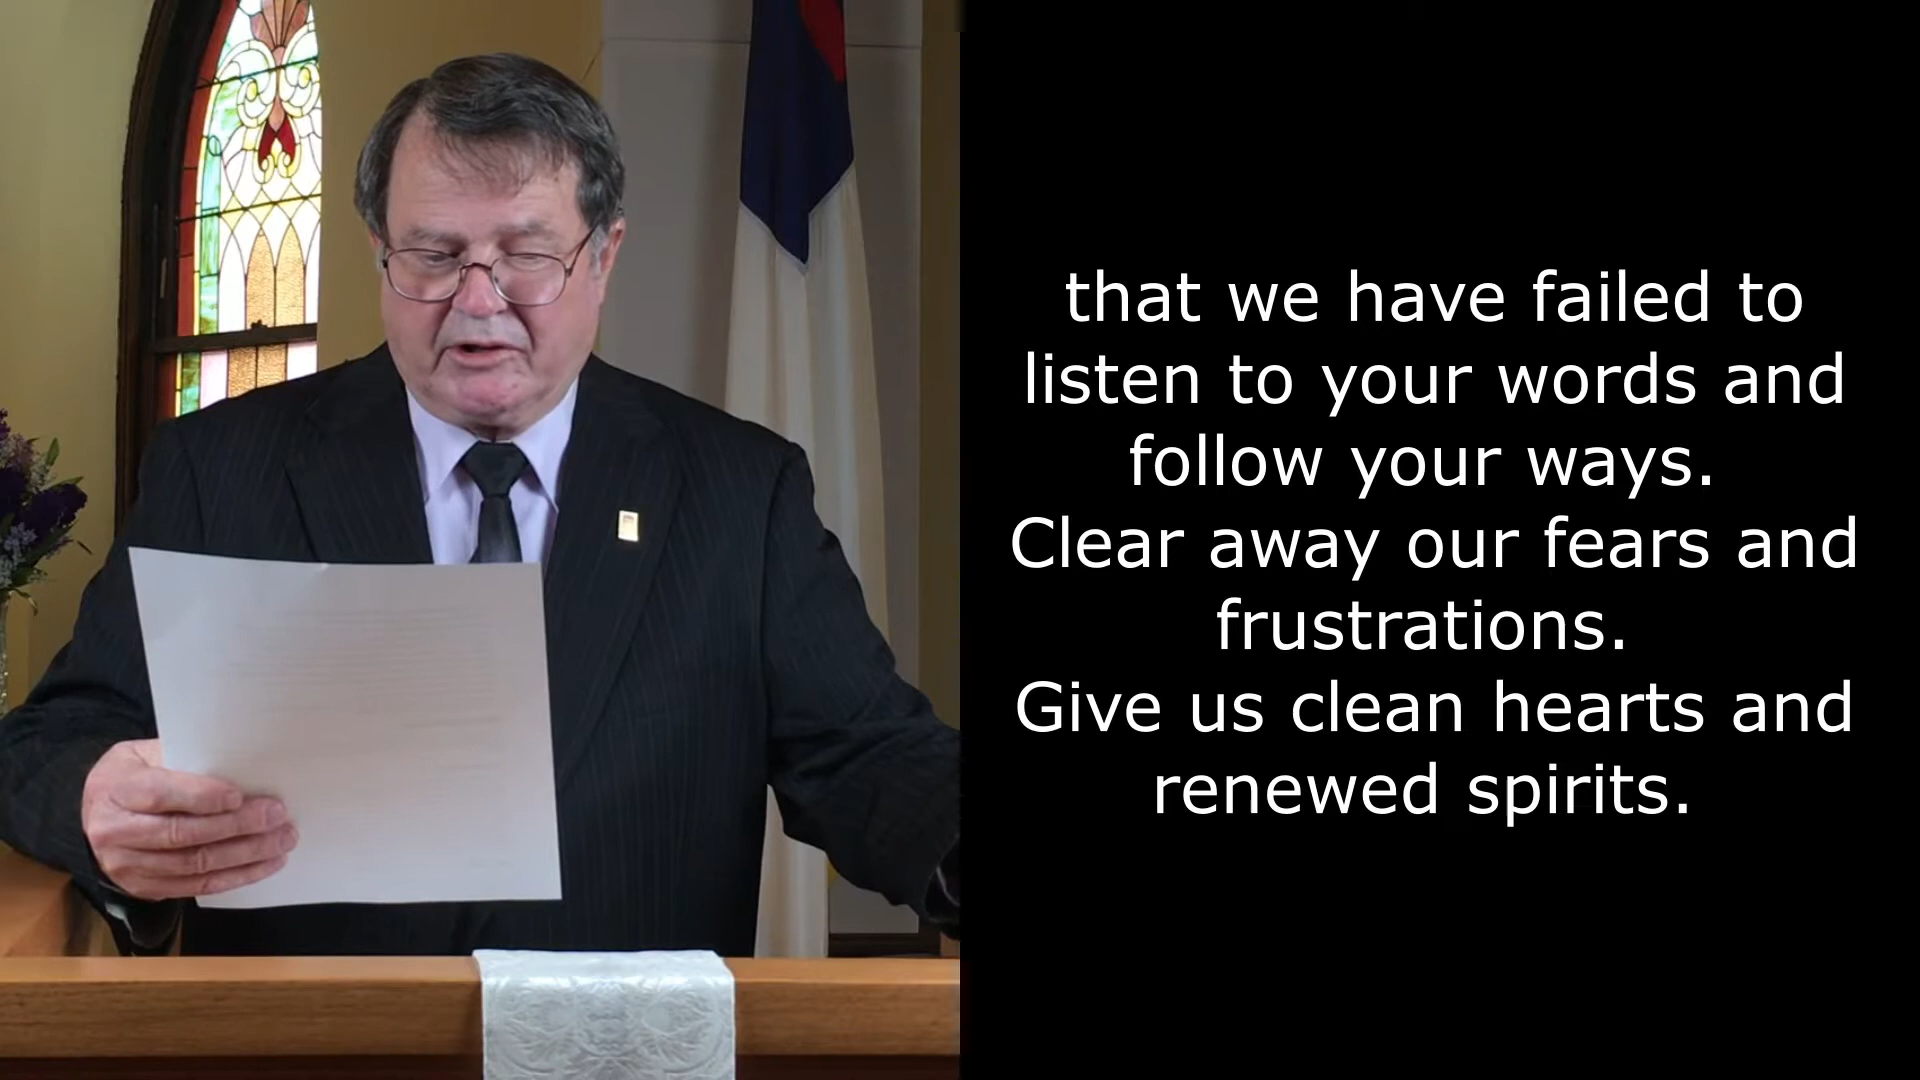 that we have failed to
listen to your words and
follow your ways.
Clear away our fears and
frustrations.
Give us clean hearts and
renewed spirits.